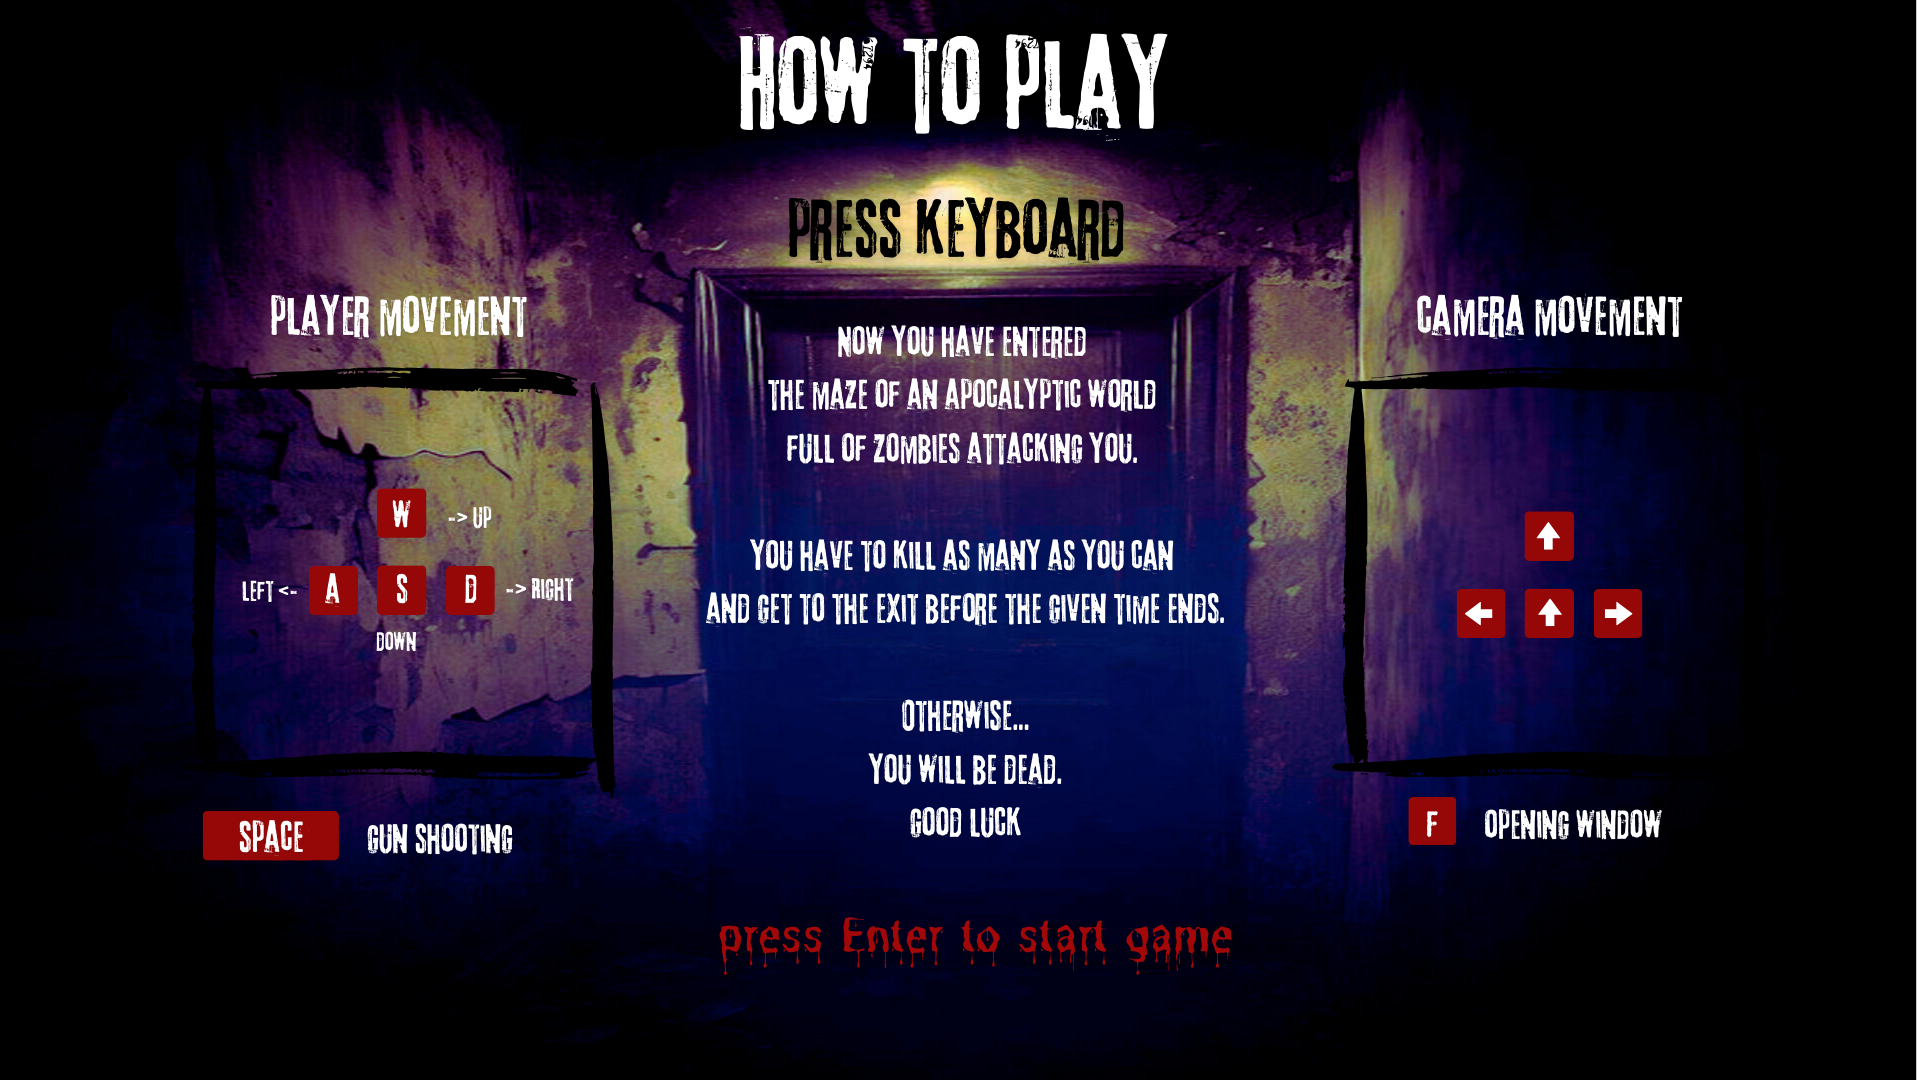 HOW TO PLAY
PRESS KEYBOARD
PLAYER MOVEMENT
W -> UP
LEFT <- A S D -> RIGHT
DOWN
SPACE GUN SHOOTING
NOW YOU HAVE ENTERED
THE MAZE OF AN APOCALYPTIC WORLD
FULL OF ZOMBIES ATTACKING YOU.
YOU HAVE TO KILL AS MANY AS YOU CAN
AND GET TO THE EXIT BEFORE THE GIVEN TIME ENDS.
OTHERWISE...
YOU WILL BE DEAD.
GOOD LUCK
CAMERA MOVEMENT
F OPENING WINDOW
press Enter to start game